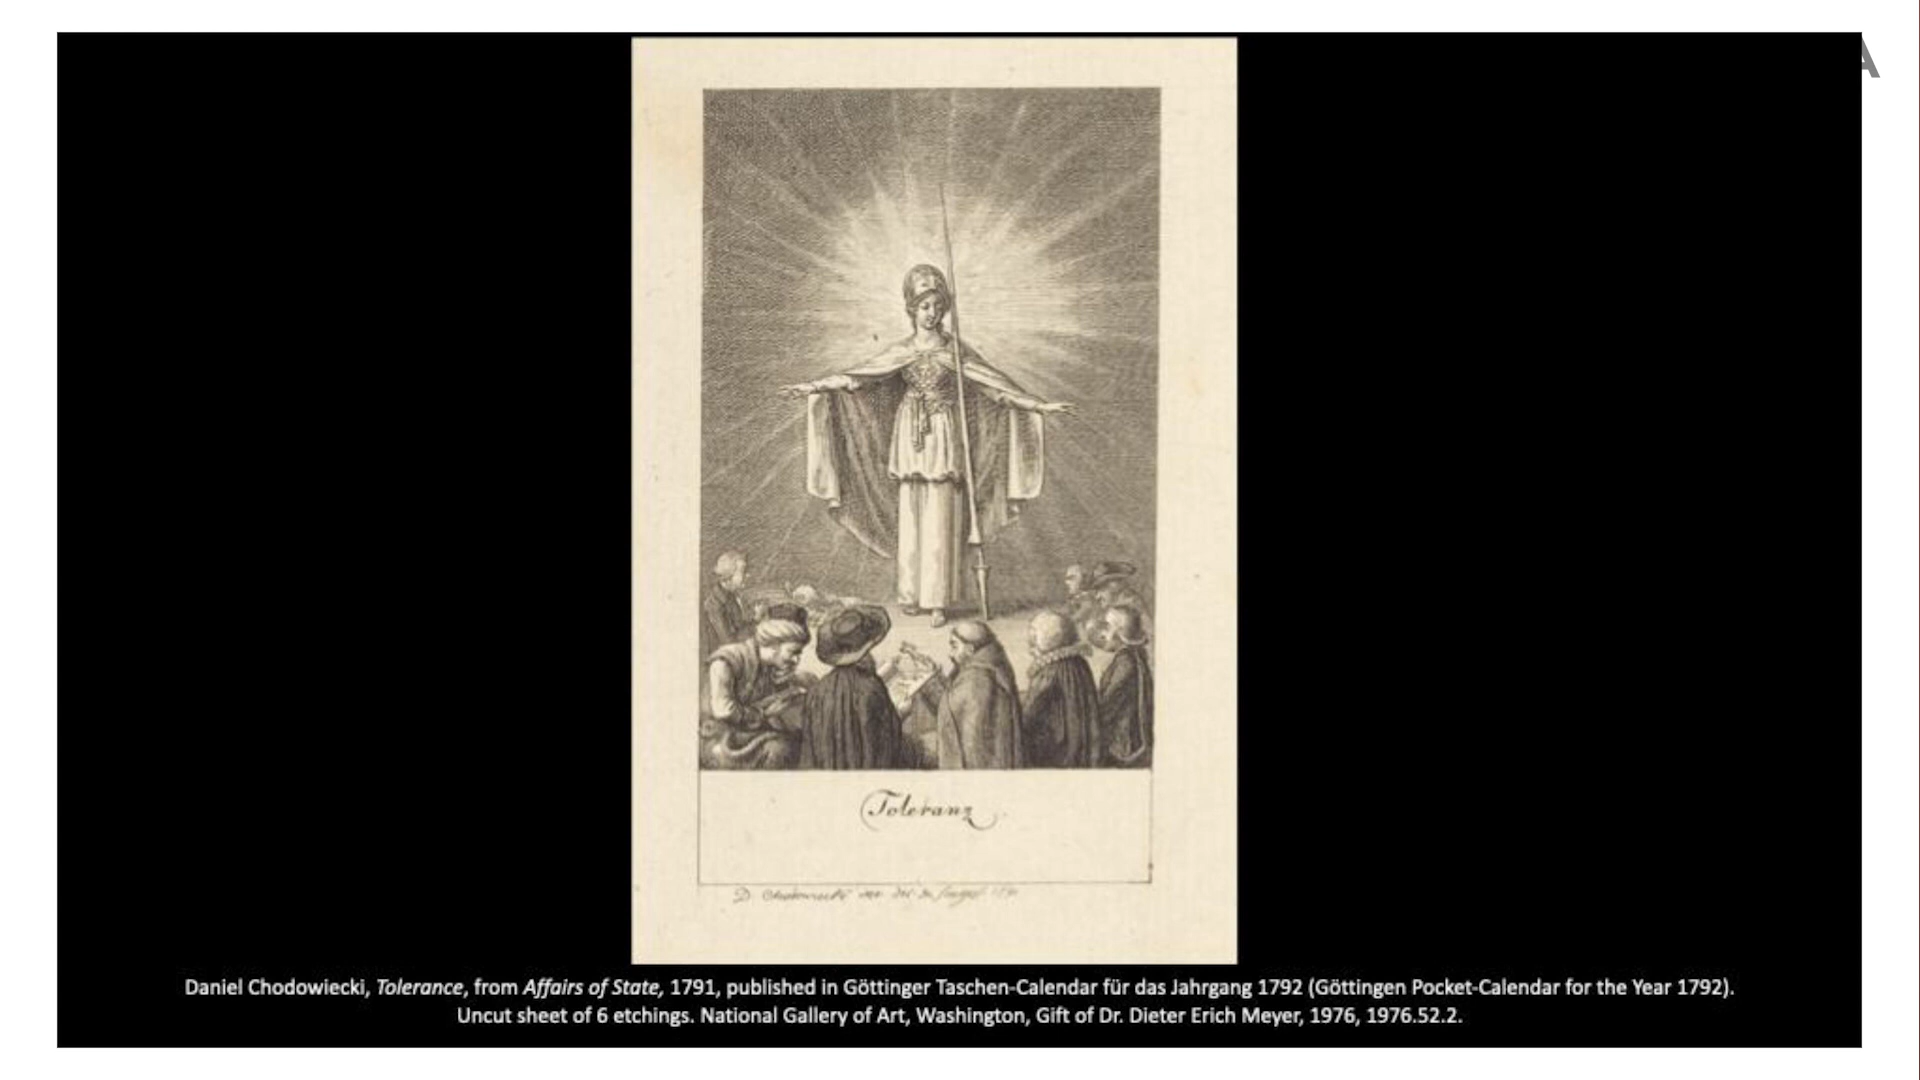 A
Toleranz
D Chodowiecki
Daniel Chodowiecki, Tolerance, from Affairs of State, 1791, published in Göttinger Taschen-Calendar für das Jahrgang 1792 (Göttingen Pocket-Calendar for the Year 1792).
Uncut sheet of 6 etchings. National Gallery of Art, Washington, Gift of Dr. Dieter Erich Meyer, 1976, 1976.52.2.